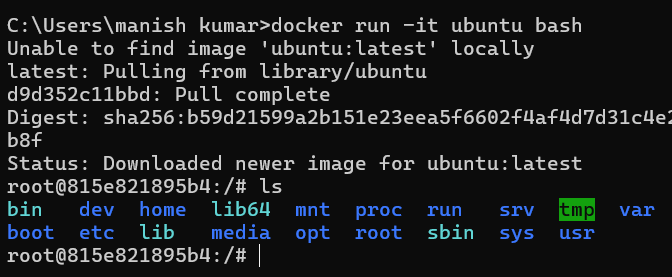 C:\Users\manish kumar>docker run -it ubuntu bash
Unable to find image 'ubuntu:latest' locally
latest: Pulling from library/ubuntu
d9d352c11bbd: Pull complete
Digest: sha256:b59d21599a2b151e23eea5f6602f4af4d7d31c4e2
b8f
Status: Downloaded newer image for ubuntu:latest
root@815e821895b4:/# ls
bin dev home lib64 mnt proc run srv tmp var
boot etc lib media opt root sbin sys usr
root@815e821895b4:/#